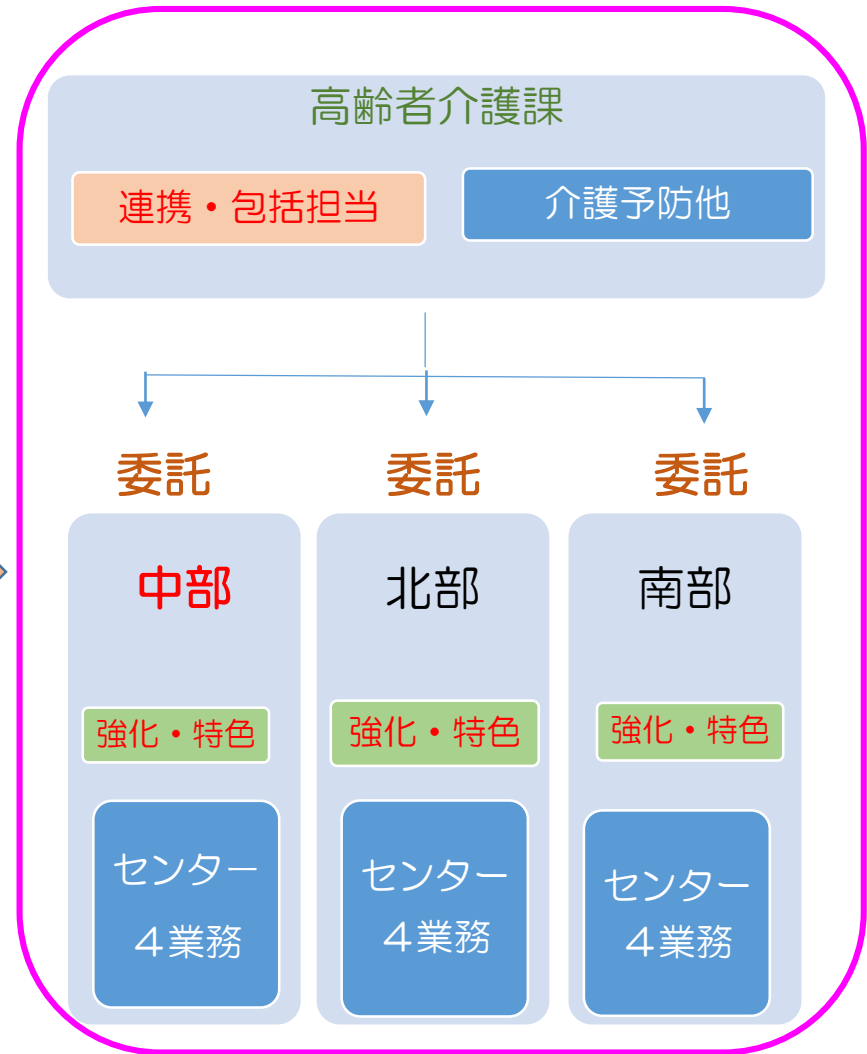 高齢者介護課
連携・包括担当
介護予防他
委託
委託
委託
中部
北部
南部
強化・特色
強化・特色
強化・特色
センター
４業務
センター
４業務
センター
４業務